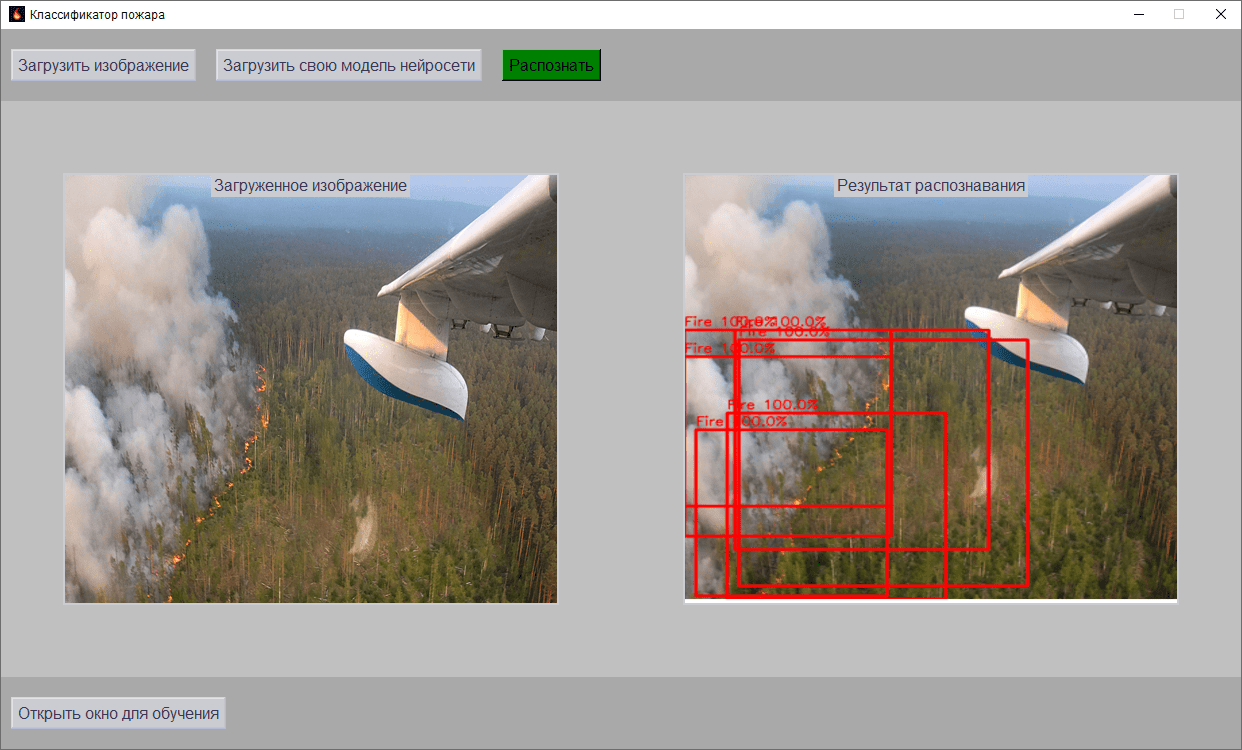 Классификатор пожара
Загрузить изображение
Загрузить свою модель нейросети
Распознать
Загруженное изображение
Результат распознавания
Fire 100.0%
Fire 100.0%
Fire 100.0%
Fire 100.0%
Fire 100.0%
Fire 100.0%
Открыть окно для обучения